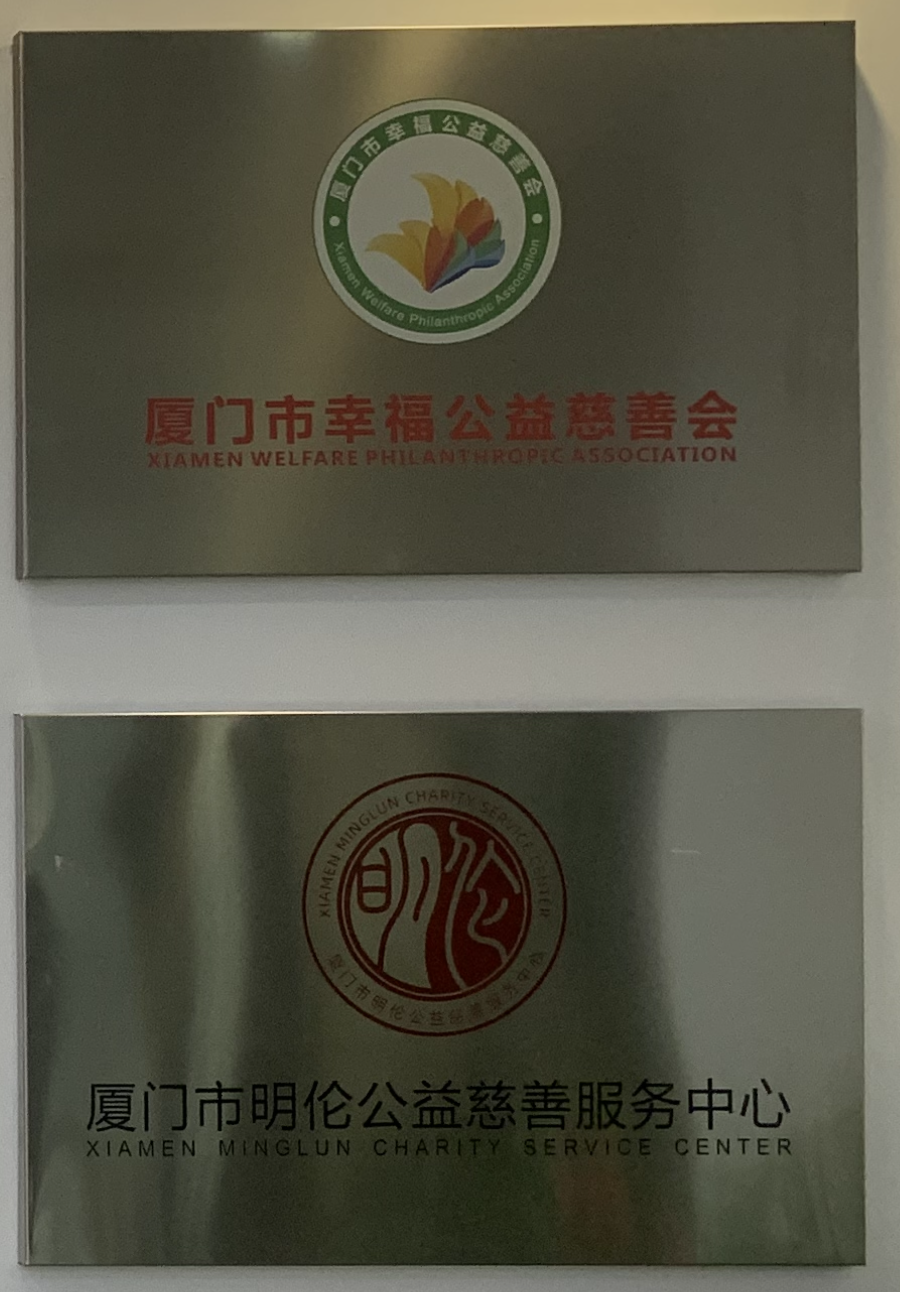 厦门市幸福公益慈善会
Xiamen Welfare Philanthropic Association
厦门市幸福公益慈善会
XIAMEN WELFARE PHILANTHROPIC ASSOCIATION
XIAMEN MINGLUN CHARITY SERVICE CENTER
明伦
厦门市明伦公益慈善服务中心
厦门市明伦公益慈善服务中心
XIAMEN MINGLUN CHARITY SERVICE CENTER